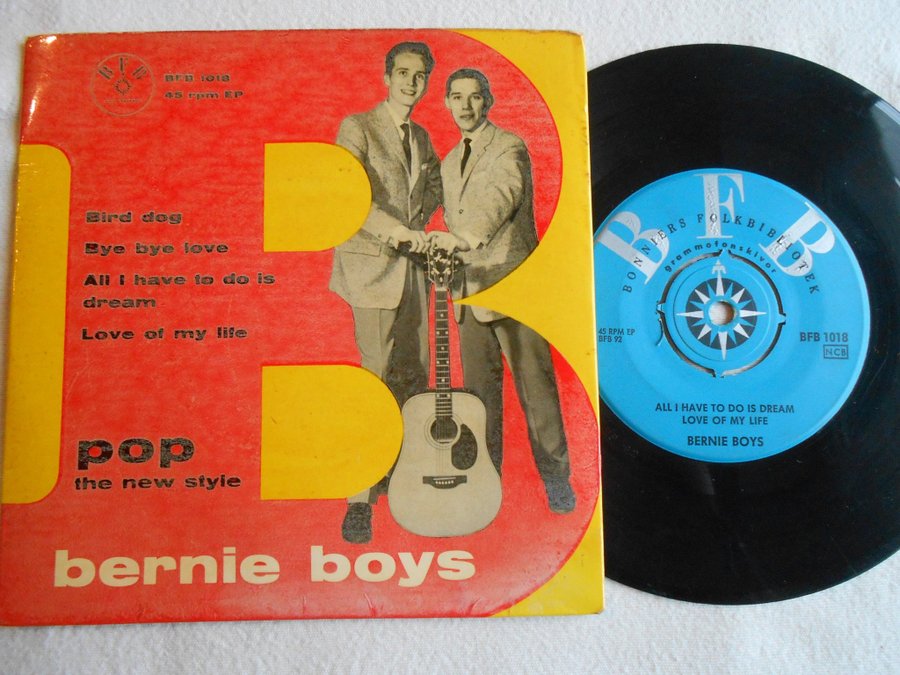 BFB
BFB 1018
45 rpm EP
Bird dog
Bye bye love
All I have to do is
dream
Love of my life
pop
the new style
bernie boys
BFB
BONNIERS FOLKBIBLIOTEK
grammofonskivor
45 RPM EP
BFB 92
BFB 1018
NCB
ALL I HAVE TO DO IS DREAM
LOVE OF MY LIFE
BERNIE BOYS